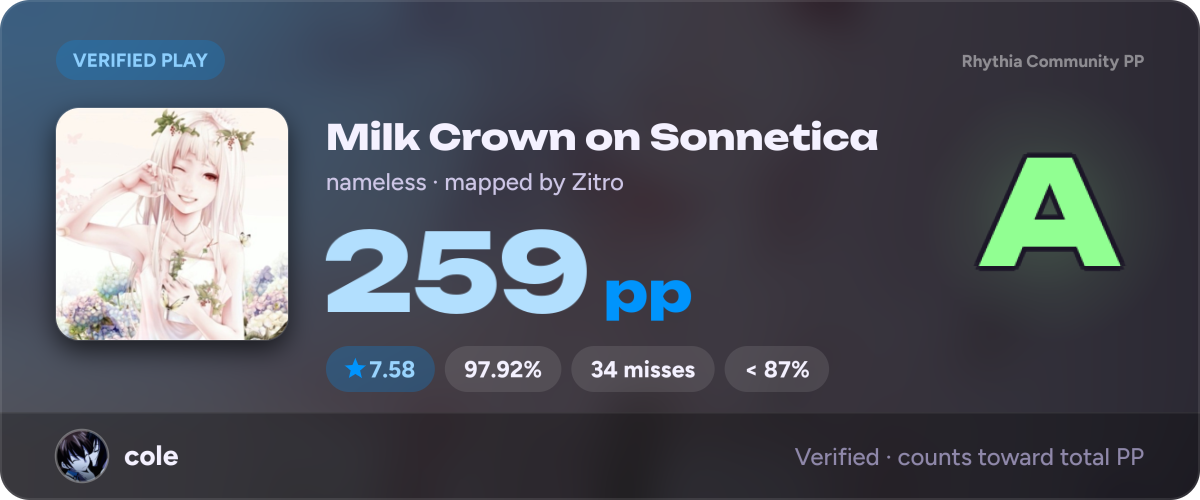 VERIFIED PLAY
Rhythia Community PP
Milk Crown on Sonnetica
nameless · mapped by Zitro
259 pp
A
★ 7.58
97.92%
34 misses
< 87%
cole
Verified · counts toward total PP